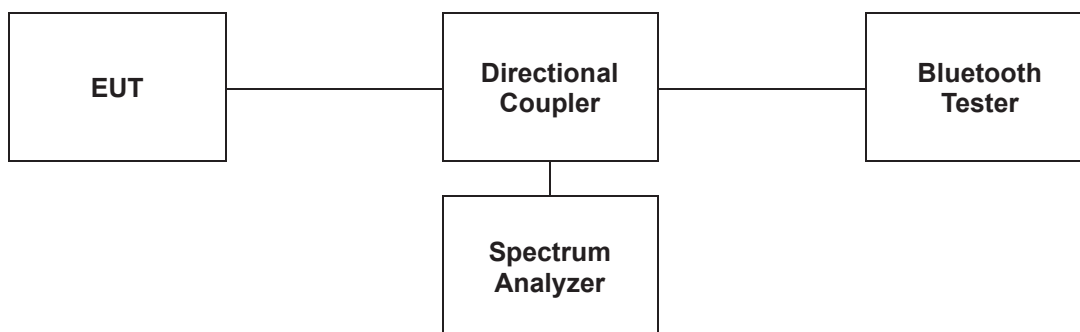 EUT
Directional
Coupler
Bluetooth
Tester
Spectrum
Analyzer